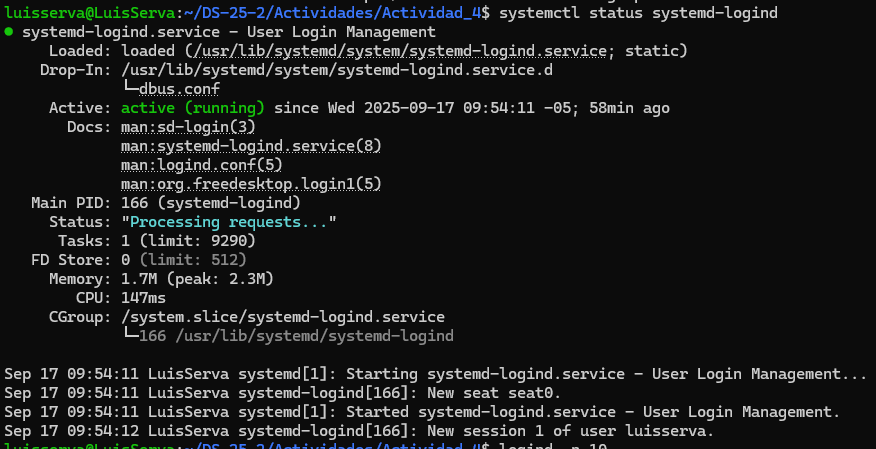 luisserva@LuisServa:~/DS-25-2/Actividades/Actividad_4$ systemctl status systemd-logind
● systemd-logind.service - User Login Management
Loaded: loaded (/usr/lib/systemd/system/systemd-logind.service; static)
Drop-In: /usr/lib/systemd/system/systemd-logind.service.d
└─dbus.conf
Active: active (running) since Wed 2025-09-17 09:54:11 -05; 58min ago
Docs: man:sd-login(3)
man:systemd-logind.service(8)
man:logind.conf(5)
man:org.freedesktop.login1(5)
Main PID: 166 (systemd-logind)
Status: "Processing requests..."
Tasks: 1 (limit: 9290)
FD Store: 0 (limit: 512)
Memory: 1.7M (peak: 2.3M)
CPU: 147ms
CGroup: /system.slice/systemd-logind.service
└─166 /usr/lib/systemd/systemd-logind
Sep 17 09:54:11 LuisServa systemd[1]: Starting systemd-logind.service - User Login Management...
Sep 17 09:54:11 LuisServa systemd-logind[166]: New seat seat0.
Sep 17 09:54:11 LuisServa systemd[1]: Started systemd-logind.service - User Login Management.
Sep 17 09:54:12 LuisServa systemd-logind[166]: New session 1 of user luisserva.
luisserva@LuisServa:~/DS-25-2/Actividades/Actividad_4$